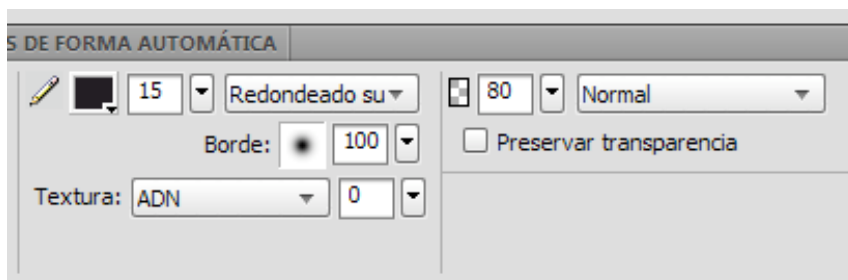 S DE FORMA AUTOMÁTICA
15 Redondeado su 80 Normal
Borde: 100 Preservar transparencia
Textura: ADN 0